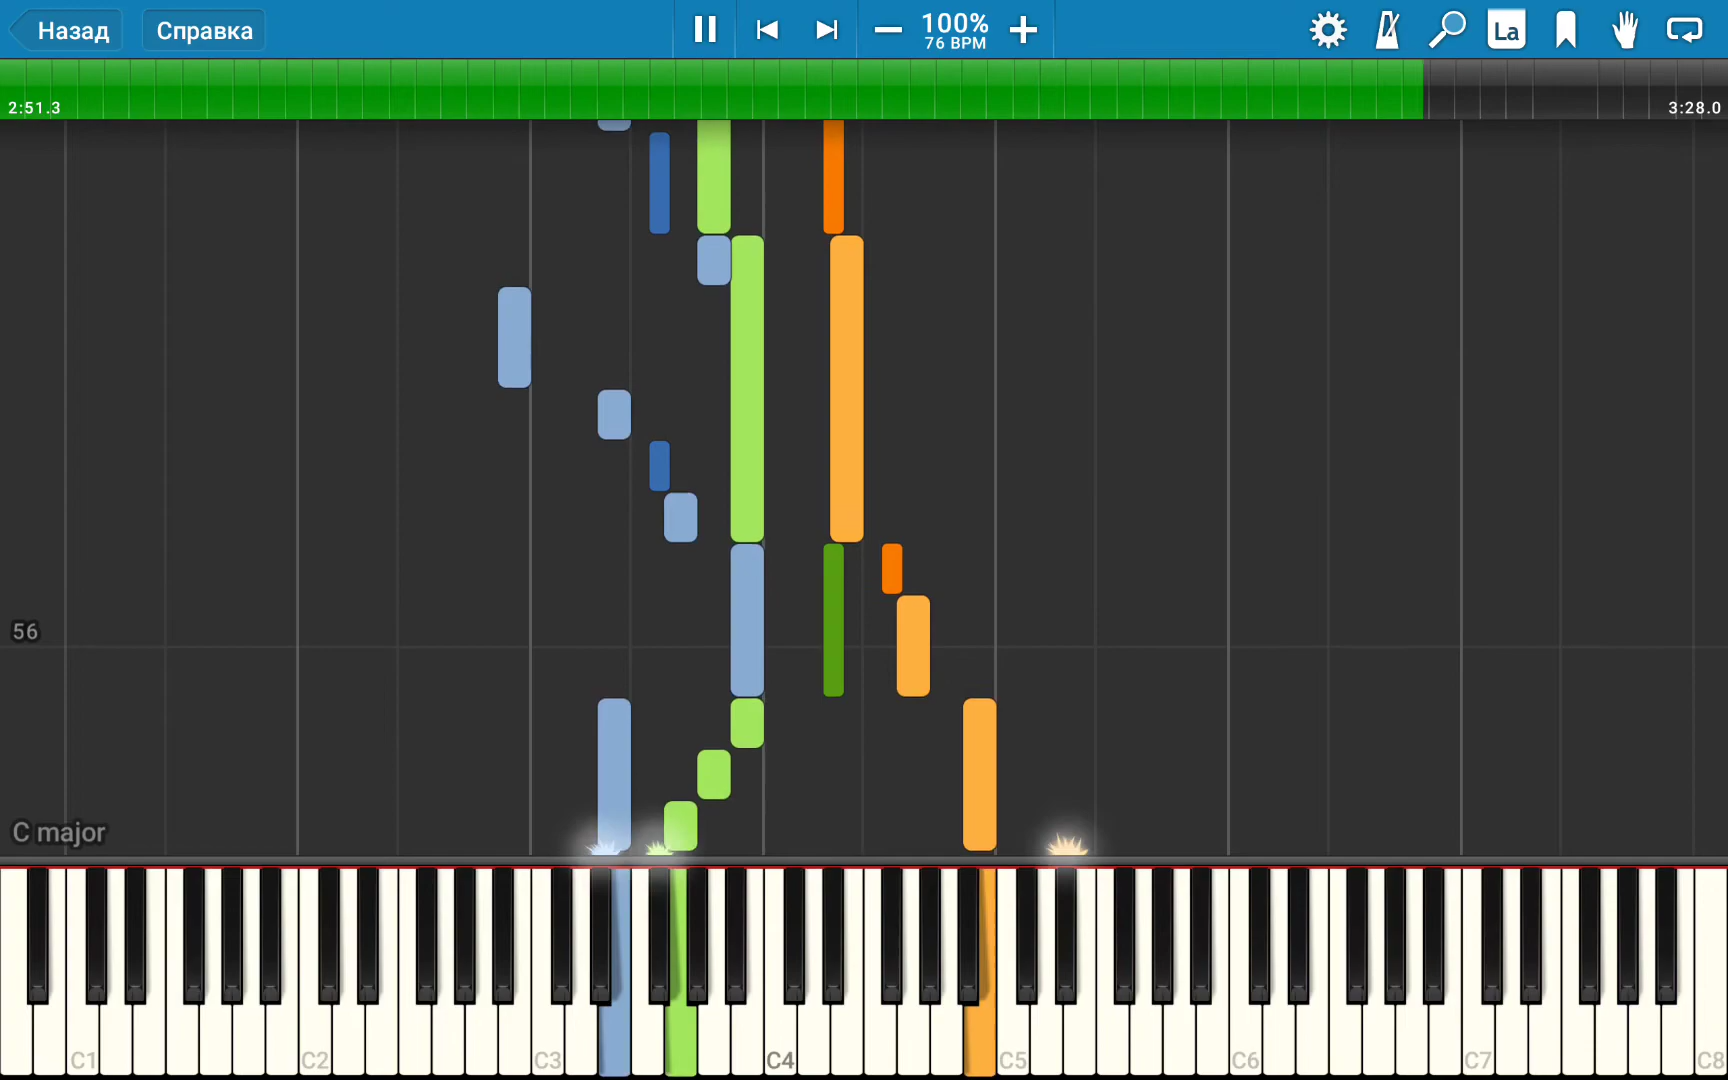 Назад
Справка
100%
76 BPM
La
2:51.3
3:28.0
56
C major
C1
C2
C3
C4
C5
C6
C7
C8